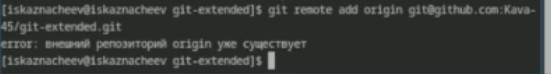 [iskaznacheev@iskaznacheev git-extended]$ git remote add origin git@github.com:Kava-
45/git-extended.git
error: внешний репозиторий origin уже существует
[iskaznacheev@iskaznacheev git-extended]$